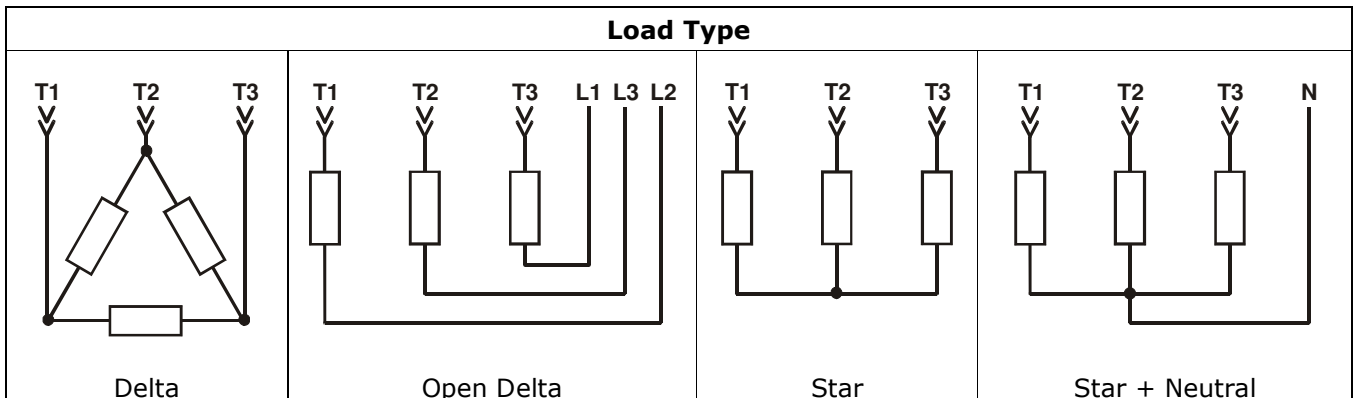 Load Type
T1 T2 T3
T1 T2 T3 L1 L3 L2
T1 T2 T3
T1 T2 T3 N
Delta
Open Delta
Star
Star + Neutral